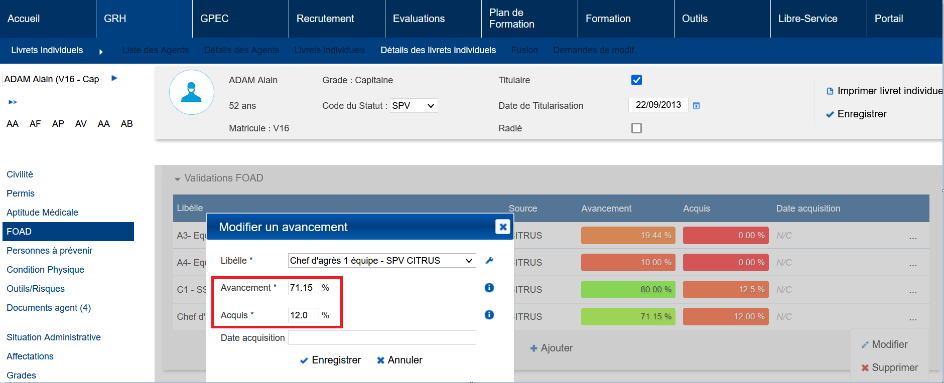 Accueil GRH GPEC Recrutement Evaluations Plan de Formation Formation Outils Libre-Service Portail
Livrets Individuels Liste des Agents Détails des Agents Livrets Individuels Détails des livrets individuels Fusion Demandes de modif.
ADAM Alain (V16 - Cap
AA AF AP AV AA AB
ADAM Alain Grade : Capitaine Titulaire
52 ans Code du Statut : SPV Date de Titularisation 22/09/2013
Matricule : V16 Radié
Imprimer livret individue
Enregistrer
Civilité
Permis
Aptitude Médicale
FOAD
Personnes à prévenir
Condition Physique
Outils/Risques
Documents agent (4)
Situation Administrative
Affectations
Grades
Validations FOAD
Libèlle Source Avancement Acquis Date acquisition
A3- Equ CITRUS 19.44 % 0.00 % N/C ...
A4- Equ CITRUS 10.00 % 0.00 % N/C ...
C1 - SS CITRUS 80.00 % 12.5 % N/C ...
Chef d' CITRUS 71.15 % 12.00 % N/C ...
Ajouter
Modifier
Supprimer
Modifier un avancement
Libélle * Chef d'agrès 1 équipe - SPV CITRUS
Avancement * 71.15 %
Acquis * 12.0 %
Date acquisition
Enregistrer Annuler